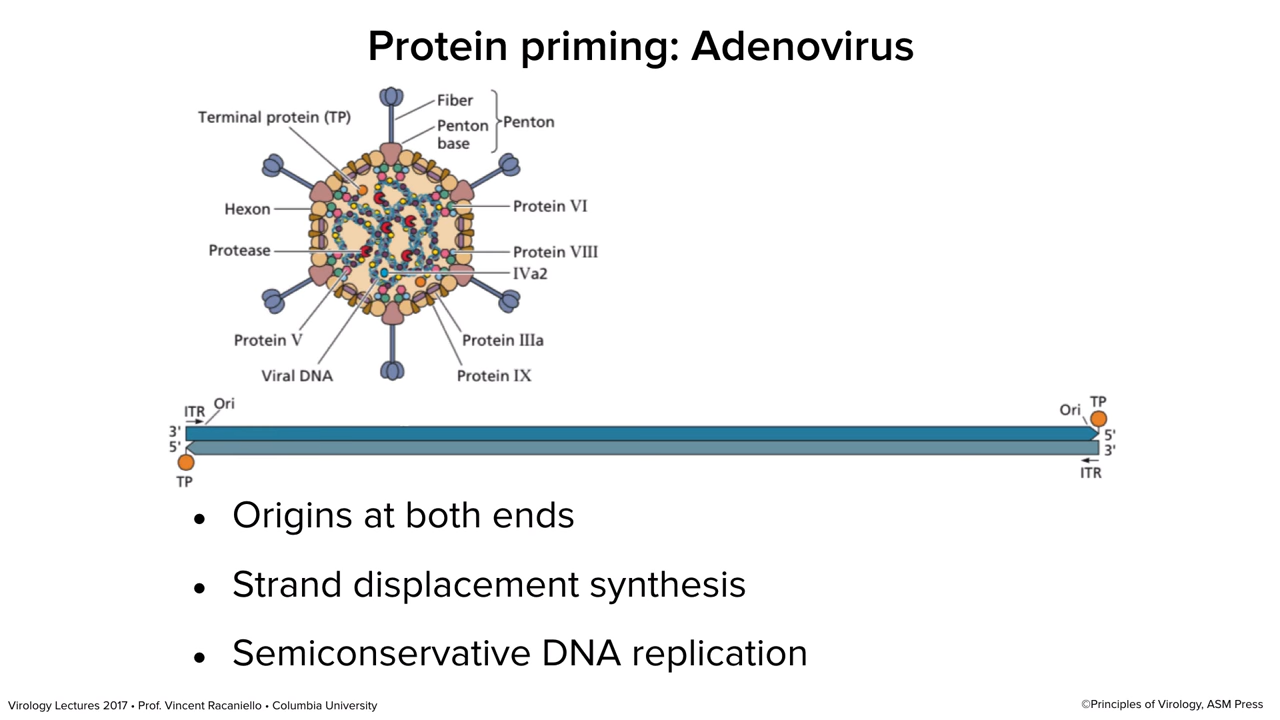 Protein priming: Adenovirus
Terminal protein (TP)
Fiber
Penton
base
Penton
Hexon
Protein VI
Protease
Protein VIII
IVa2
Protein V
Protein IIIa
Viral DNA
Protein IX
ITR
Ori
3'
5'
TP
Ori
TP
5'
3'
ITR
• Origins at both ends
• Strand displacement synthesis
• Semiconservative DNA replication
Virology Lectures 2017 • Prof. Vincent Racaniello • Columbia University
©Principles of Virology, ASM Press